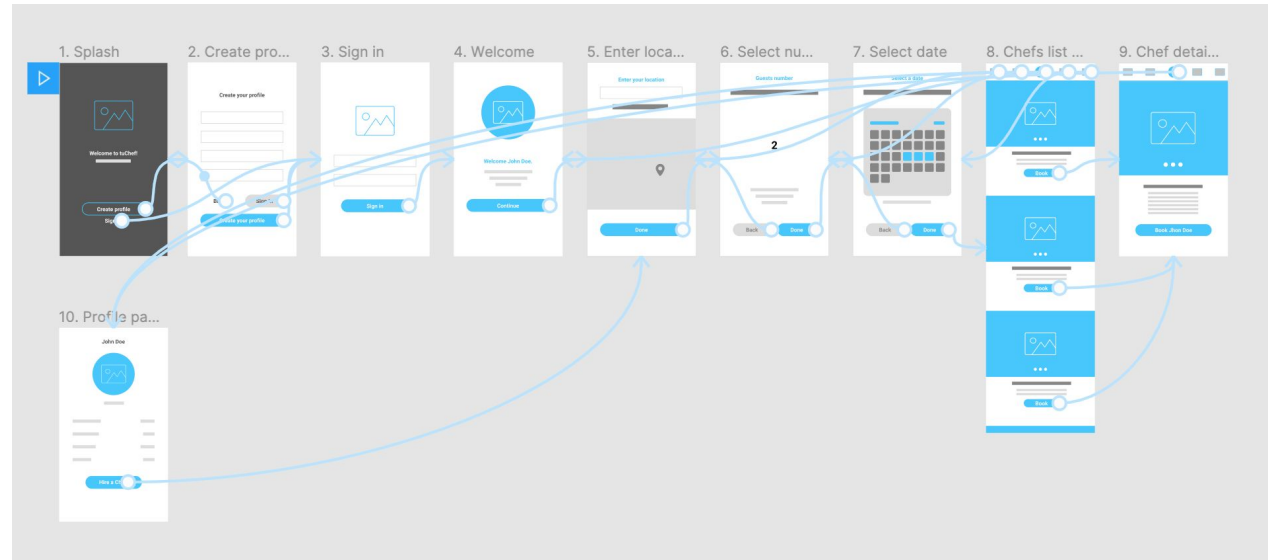 1. Splash
2. Create pro...
3. Sign in
4. Welcome
5. Enter loca...
6. Select nu...
7. Select date
8. Chefs list ...
9. Chef detai...
Welcome to tuChef!
Create profile
Create your profile
Create your profile
Sign in
Welcome John Doe,
Continue
Enter your location
Done
Guests number
2
Back
Done
Select a date
Back
Done
Book
Book
Book
Book Jhon Doe
10. Profile pa...
John Doe
Hire a